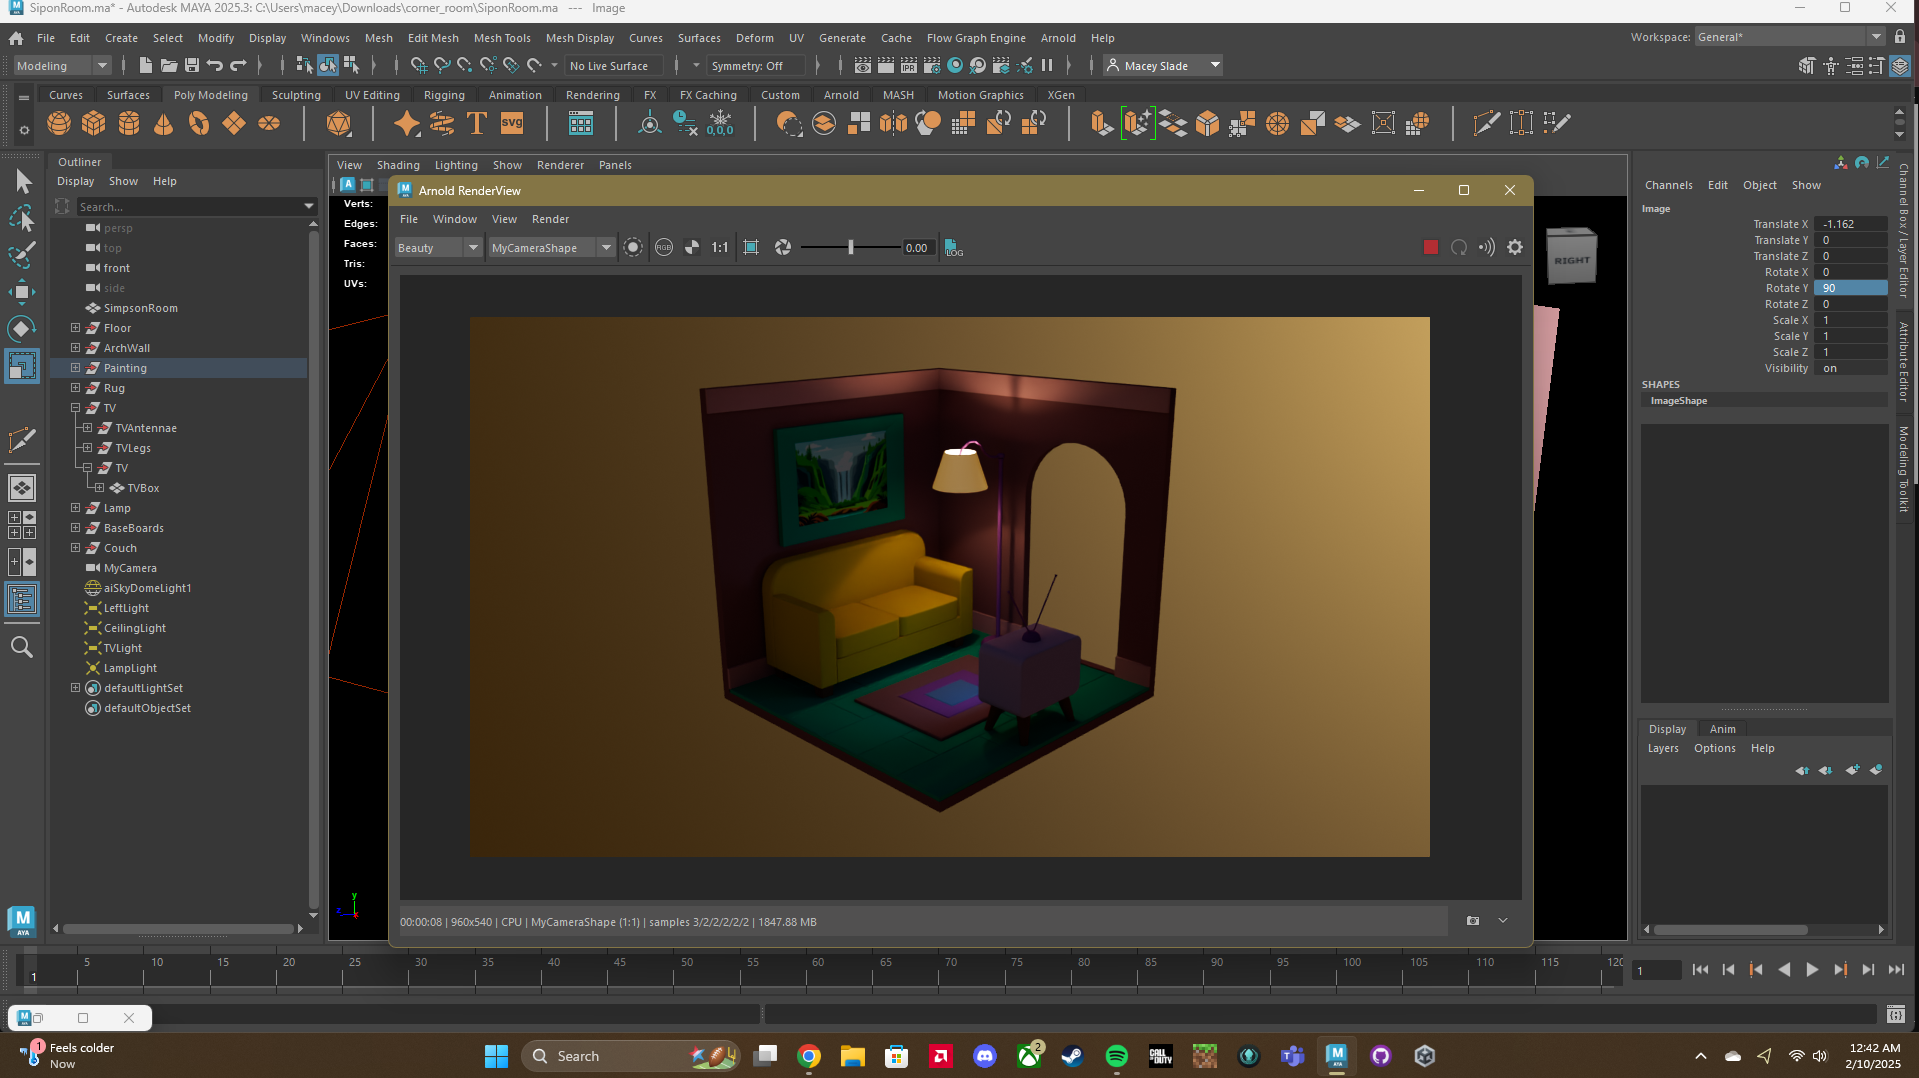 SiponRoom.ma* - Autodesk MAYA 2025.3: C:\Users\macey\Downloads\corner_room\SiponRoom.ma --- Image
File Edit Create Select Modify Display Windows Mesh Edit Mesh Mesh Tools Mesh Display Curves Surfaces Deform UV Generate Cache Flow Graph Engine Arnold Help
Workspace: General*
Modeling
No Live Surface
Symmetry: Off
Macey Slade
Curves Surfaces Poly Modeling Sculpting UV Editing Rigging Animation Rendering FX FX Caching Custom Arnold MASH Motion Graphics XGen
Outliner
Display Show Help
Search...
persp
top
front
side
SimpsonRoom
Floor
ArchWall
Painting
Rug
TV
TVAntennae
TVLegs
TV
TVBox
Lamp
BaseBoards
Couch
MyCamera
aiSkyDomeLight1
LeftLight
CeilingLight
TVLight
LampLight
defaultLightSet
defaultObjectSet
View Shading Lighting Show Renderer Panels
Verts:
Edges:
Faces:
Tris:
UVs:
Arnold RenderView
File Window View Render
Beauty
MyCameraShape
RGB
1:1
0.00
LOG
00:00:08 | 960x540 | CPU | MyCameraShape (1:1) | samples 3/2/2/2/2/2 | 1847.88 MB
RIGHT
Channels Edit Object Show
Image
Translate X -1.162
Translate Y 0
Translate Z 0
Rotate X 0
Rotate Y 90
Rotate Z 0
Scale X 1
Scale Y 1
Scale Z 1
Visibility on
SHAPES
ImageShape
Channel Box / Layer Editor
Attribute Editor
Modeling Toolkit
Display Anim
Layers Options Help
1 5 10 15 20 25 30 35 40 45 50 55 60 65 70 75 80 85 90 95 100 105 110 115 120
1
Feels colder
Now
Search
12:42 AM
2/10/2025